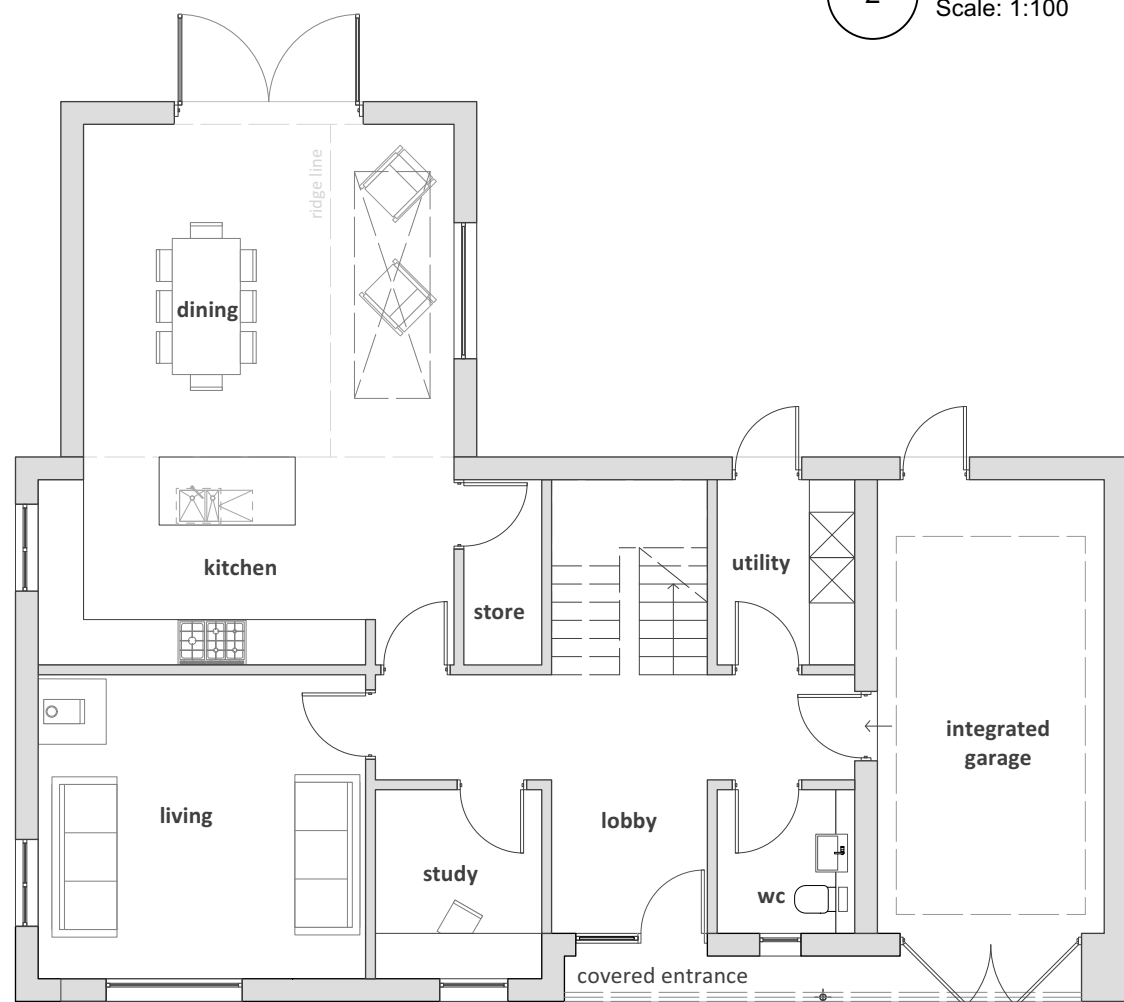 2
Scale: 1:100
ridge line
dining
kitchen
store
utility
integrated
garage
living
lobby
study
wc
covered entrance